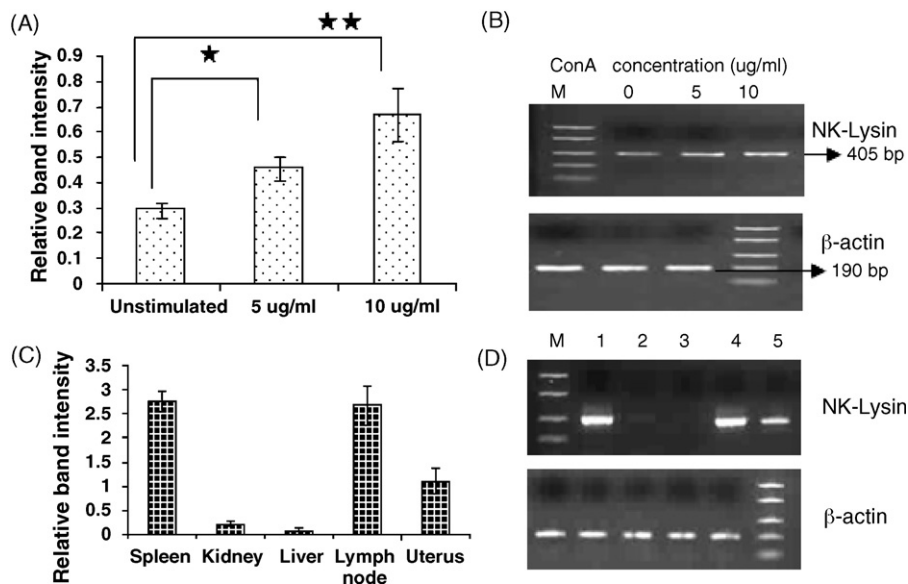 (A)
★
★★
Relative band intensity
0.9
0.8
0.7
0.6
0.5
0.4
0.3
0.2
0.1
0
Unstimulated 5 ug/ml 10 ug/ml
(B)
ConA concentration (ug/ml)
M 0 5 10
NK-Lysin
405 bp
β-actin
190 bp
(C)
Relative band intensity
3.5
3
2.5
2
1.5
1
0.5
0
Spleen Kidney Liver Lymph Uterus
node
(D)
M 1 2 3 4 5
NK-Lysin
β-actin